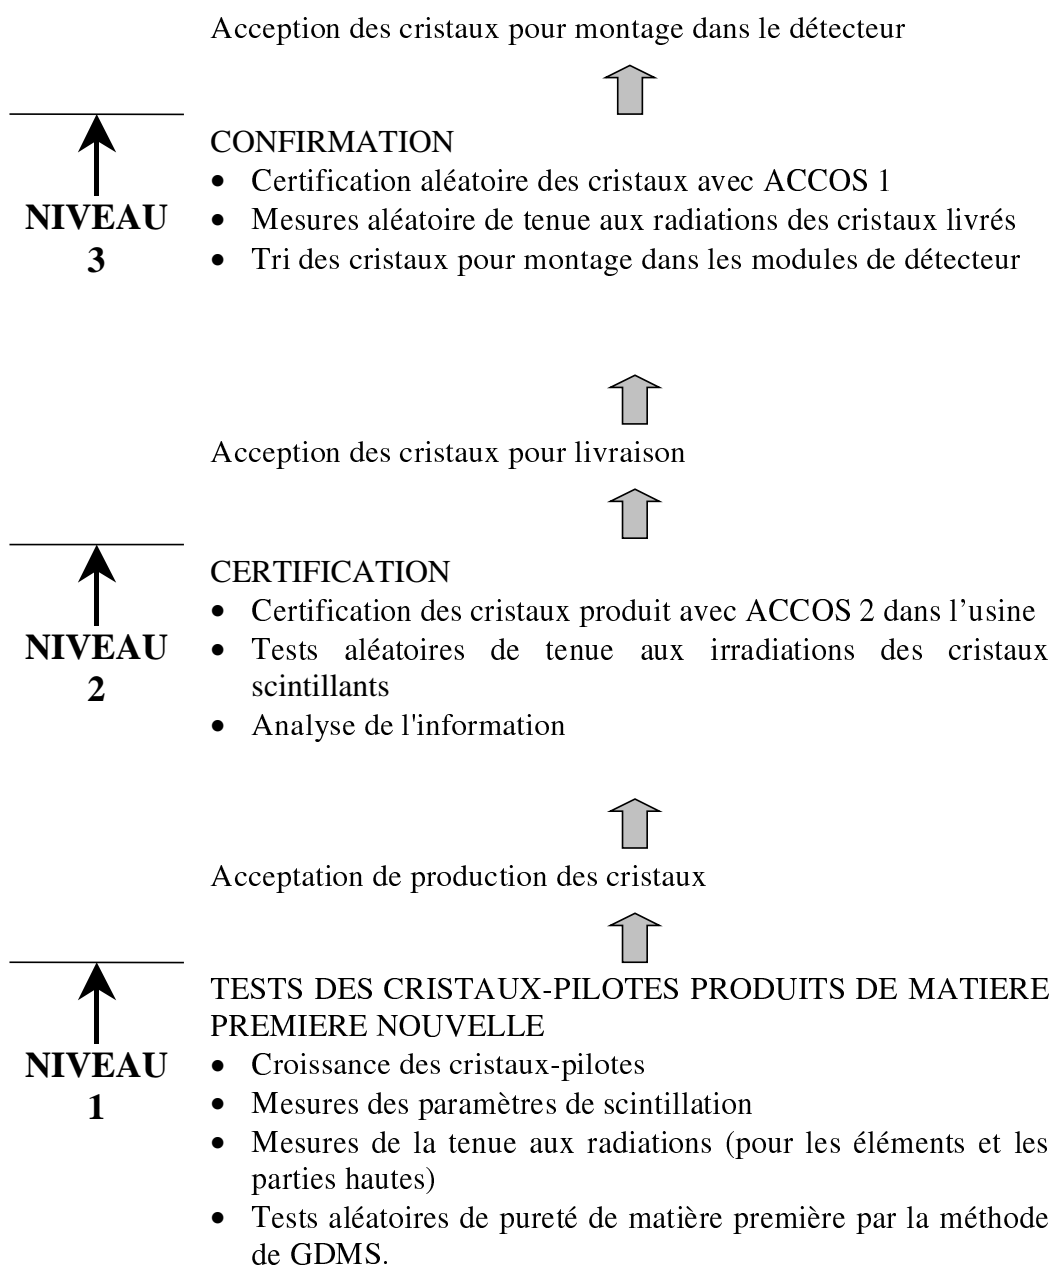 Acception des cristaux pour montage dans le détecteur
CONFIRMATION
• Certification aléatoire des cristaux avec ACCOS 1
• Mesures aléatoire de tenue aux radiations des cristaux livrés
• Tri des cristaux pour montage dans les modules de détecteur
NIVEAU
3
Acception des cristaux pour livraison
CERTIFICATION
• Certification des cristaux produit avec ACCOS 2 dans l’usine
• Tests aléatoires de tenue aux irradiations des cristaux
scintillants
• Analyse de l'information
NIVEAU
2
Acceptation de production des cristaux
TESTS DES CRISTAUX-PILOTES PRODUITS DE MATIERE
PREMIERE NOUVELLE
• Croissance des cristaux-pilotes
• Mesures des paramètres de scintillation
• Mesures de la tenue aux radiations (pour les éléments et les
parties hautes)
• Tests aléatoires de pureté de matière première par la méthode
de GDMS.
NIVEAU
1